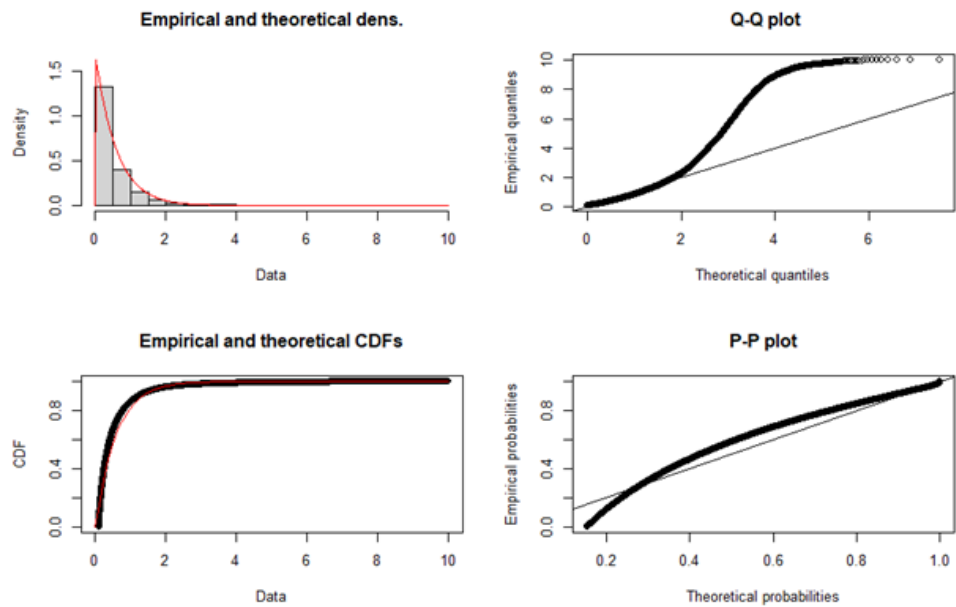 Empirical and theoretical dens.
Density
0.0 0.5 1.0 1.5
0 2 4 6 8 10
Data
Q-Q plot
Empirical quantiles
0 2 4 6 8 10
0 2 4 6
Theoretical quantiles
Empirical and theoretical CDFs
CDF
0.0 0.4 0.8
0 2 4 6 8 10
Data
P-P plot
Empirical probabilities
0.0 0.4 0.8
0.2 0.4 0.6 0.8 1.0
Theoretical probabilities